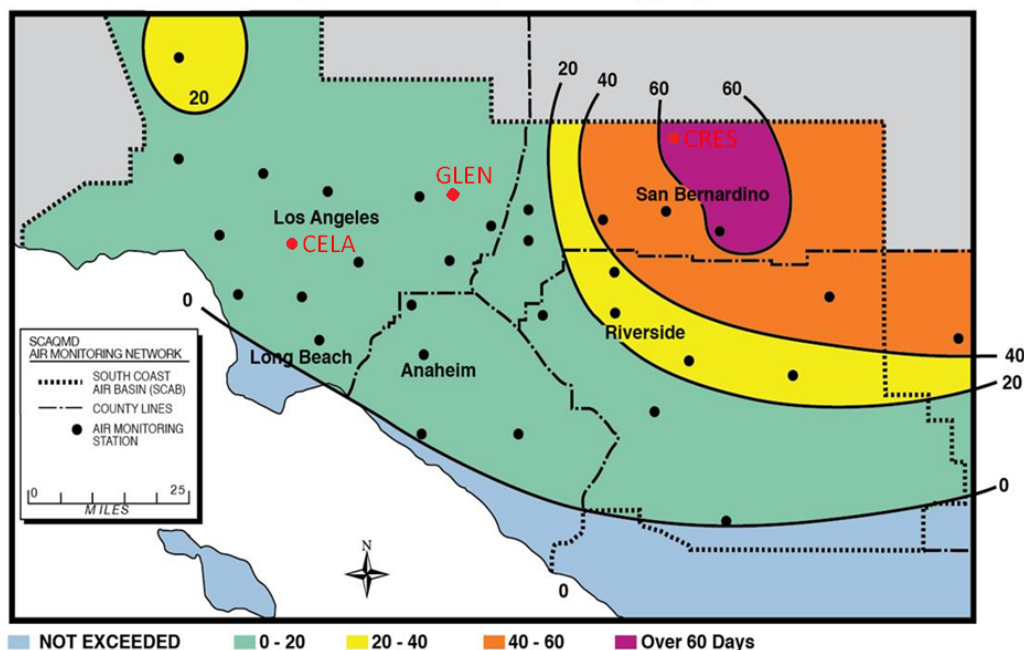 20
20
40
60
60
CRES
San Bernardino
GLEN
Los Angeles
CELA
0
SCAQMD
AIR MONITORING NETWORK
SOUTH COAST
AIR BASIN (SCAB)
COUNTY LINES
AIR MONITORING
STATION
0
25
MILES
Long Beach
Anaheim
Riverside
40
20
0
N
0
NOT EXCEEDED
0 - 20
20 - 40
40 - 60
Over 60 Days